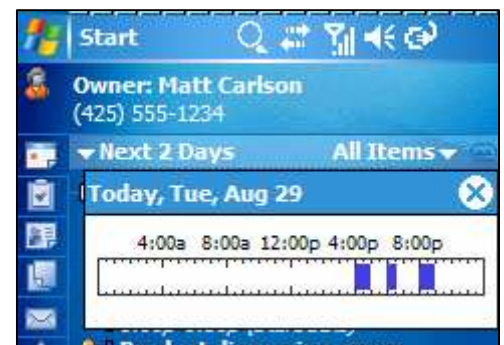 Start
Owner: Matt Carlson
(425) 555-1234
Next 2 Days All Items
Today, Tue, Aug 29
4:00a 8:00a 12:00p 4:00p 8:00p